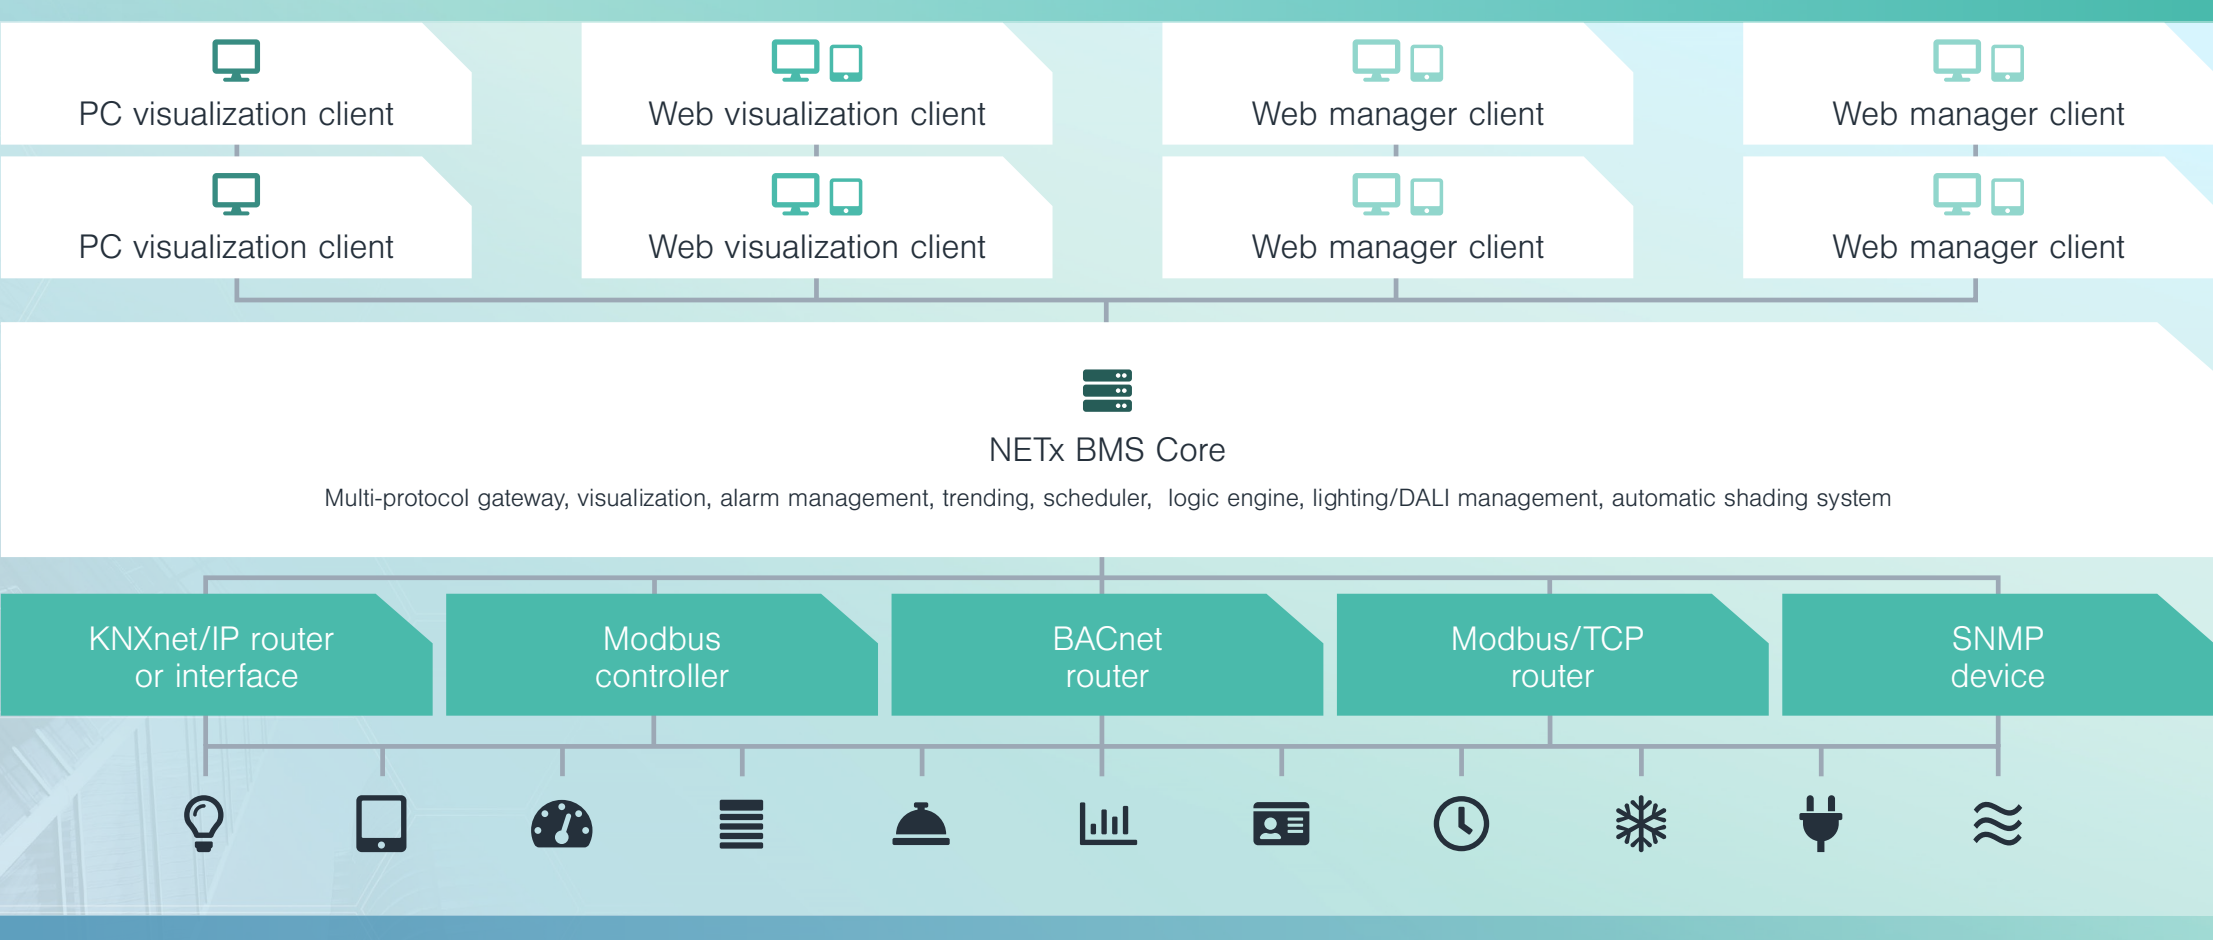 PC visualization client
Web visualization client
Web manager client
Web manager client
PC visualization client
Web visualization client
Web manager client
Web manager client
NETx BMS Core
Multi-protocol gateway, visualization, alarm management, trending, scheduler,  logic engine, lighting/DALI management, automatic shading system
KNXnet/IP router
or interface
Modbus
controller
BACnet
router
Modbus/TCP
router
SNMP
device